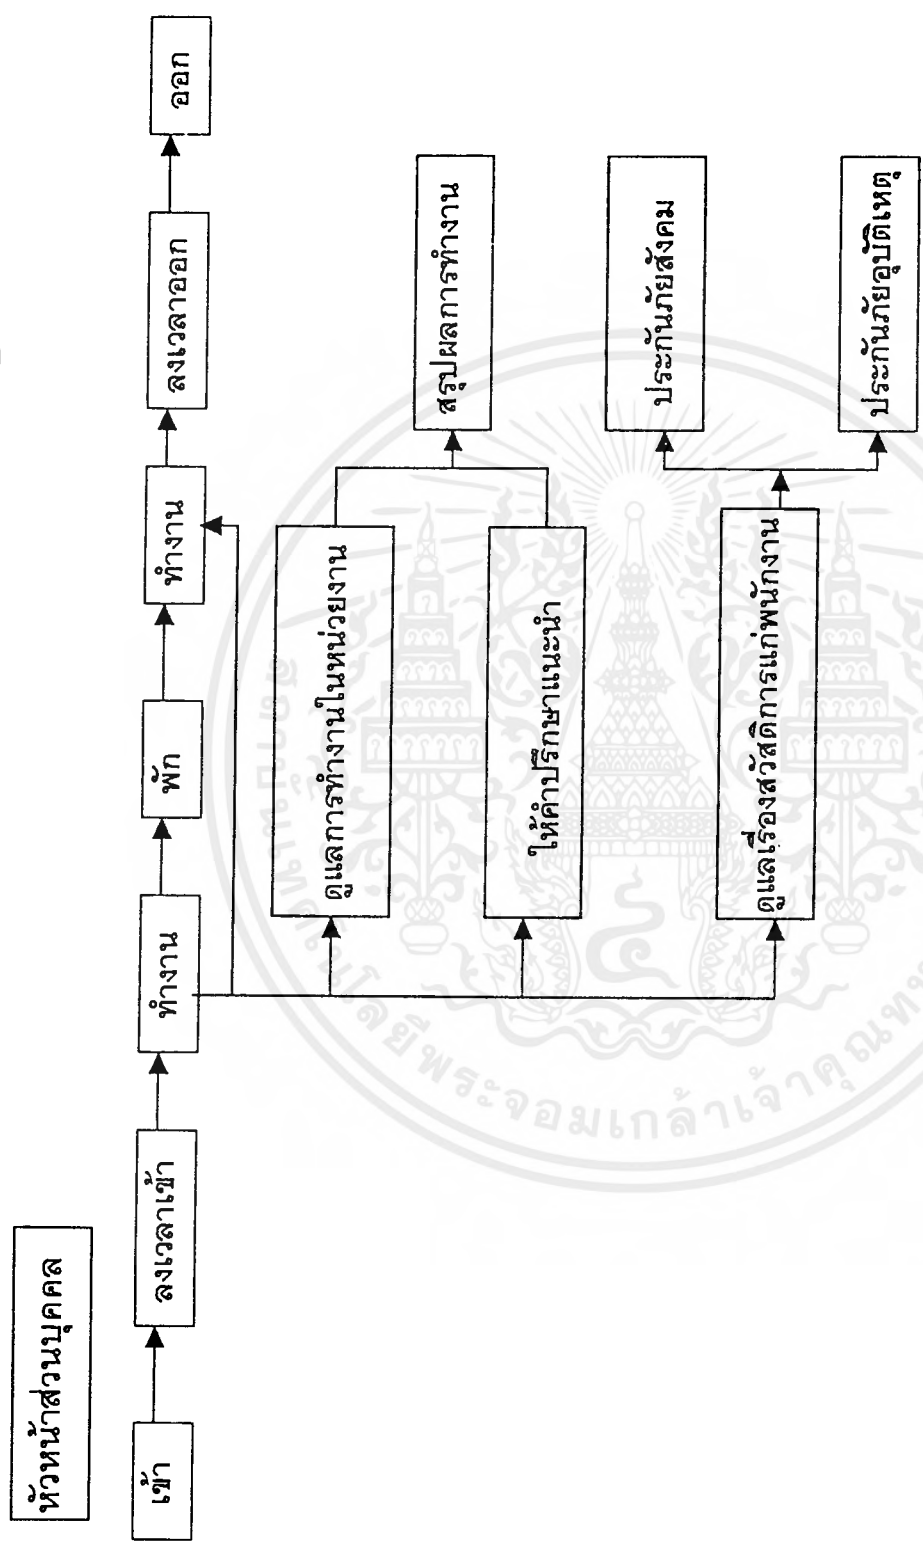 หัวหน้าส่วนบุคคล
เข้า
ลงเวลาเข้า
ทำงาน
พัก
ทำงาน
ลงเวลาออก
ออก
ดูแลการทำงานในหน่วยงาน
สรุปผลการทำงาน
ให้คำปรึกษาแนะนำ
ดูแลเรื่องสวัสดิการแก่พนักงาน
ประกันภัยสังคม
ประกันภัยอุบัติเหตุ